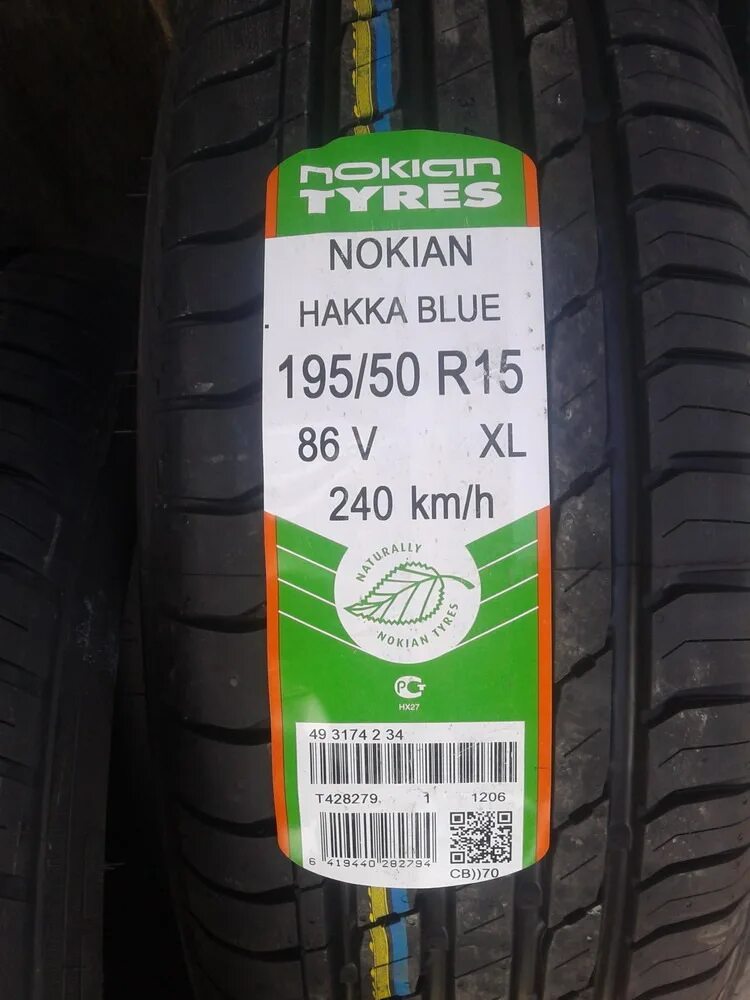 nokian
TYRES
NOKIAN
HAKKA BLUE
195/50 R15
86 V XL
240 km/h
NATURALLY
NOKIAN TYRES
РСТ
HX27
49 3174 2 34
T428279 1 1206
6 419440 282794
CB))70